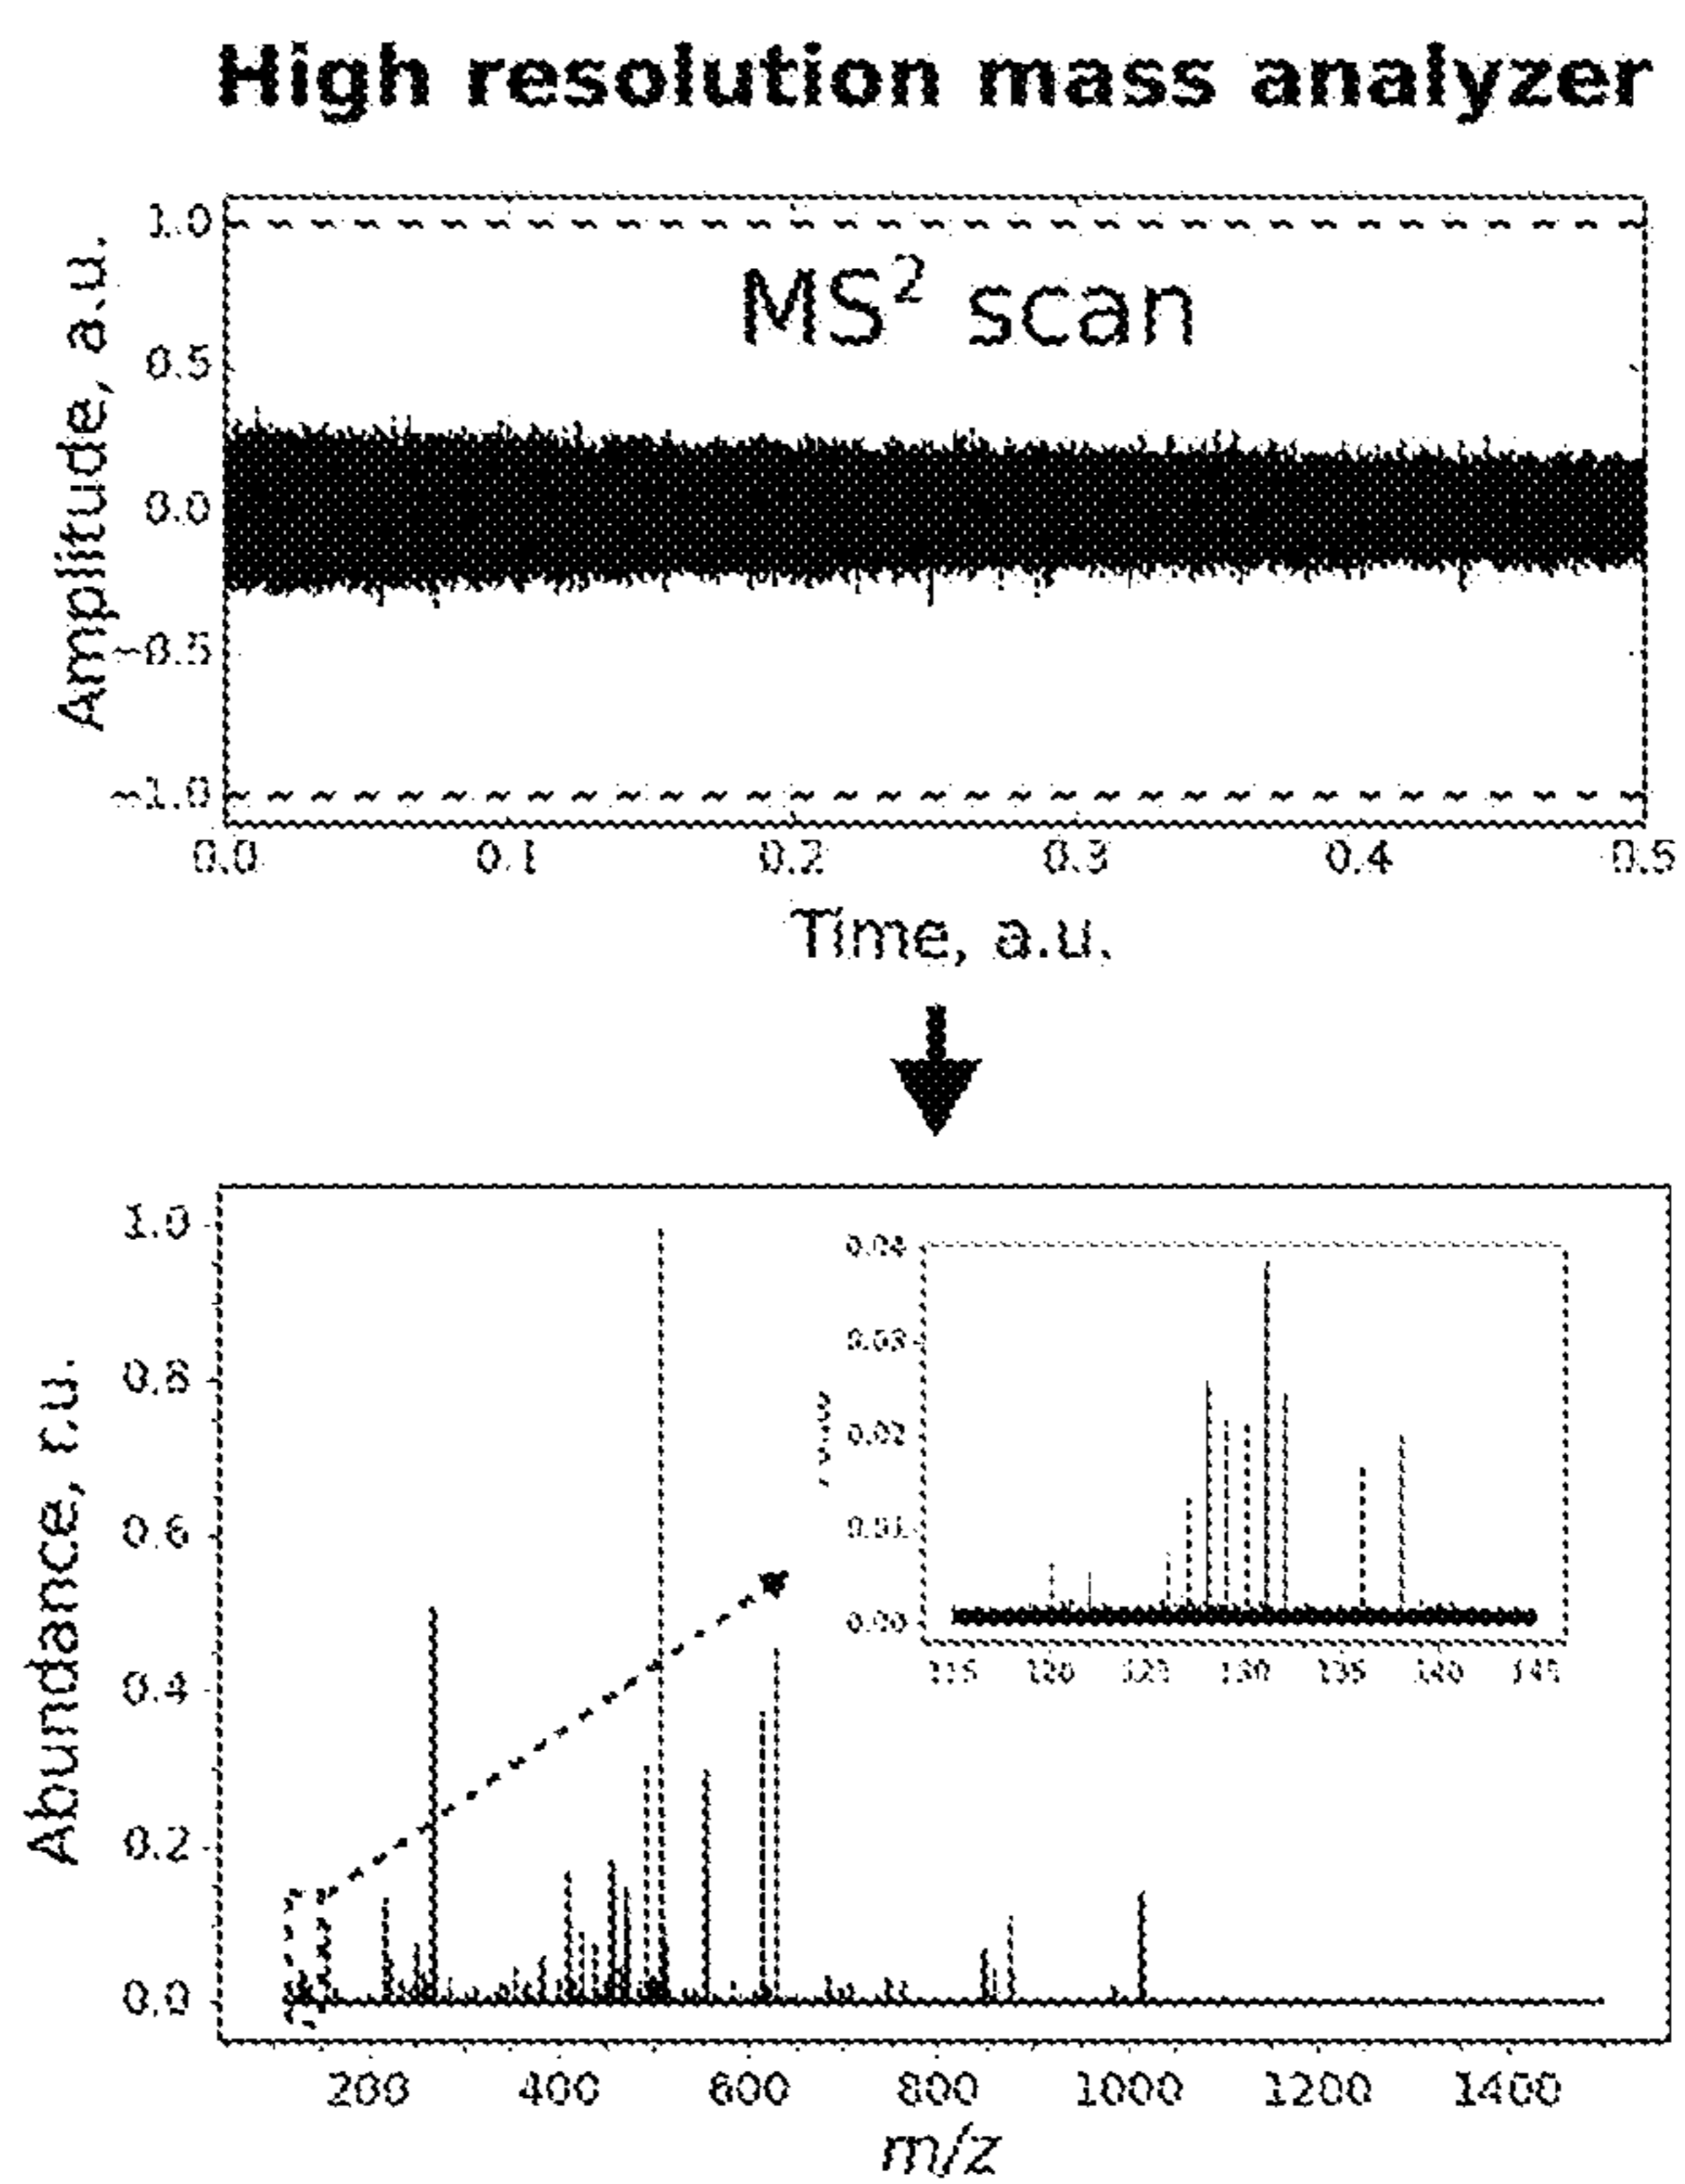 High resolution mass analyzer
1.0
MS² scan
0.5
0.0
−0.5
−1.0
Amplitude, a.u.
0.0 0.1 0.2 0.3 0.4 0.5
Time, a.u.
1.0
0.8
0.6
0.4
0.2
0.0
Abundance, r.u.
0.04
0.03
0.02
0.01
0.00
115 120 125 130 135 140 145
200 400 600 800 1000 1200 1400
m/z